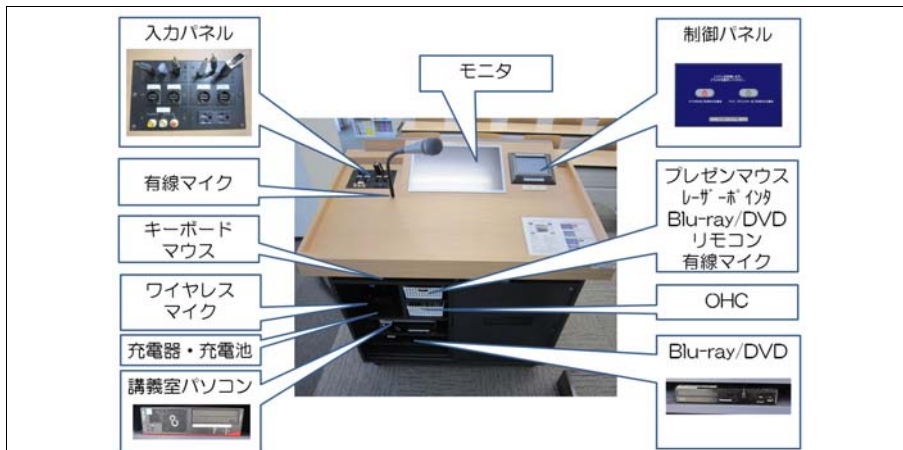 入力パネル
モニタ
制御パネル
有線マイク
キーボード
マウス
ワイヤレス
マイク
充電器・充電池
講義室パソコン
プレゼンマウス
ﾚｰｻﾞｰﾎﾟｲﾝﾀ
Blu-ray/DVD
リモコン
有線マイク
OHC
Blu-ray/DVD